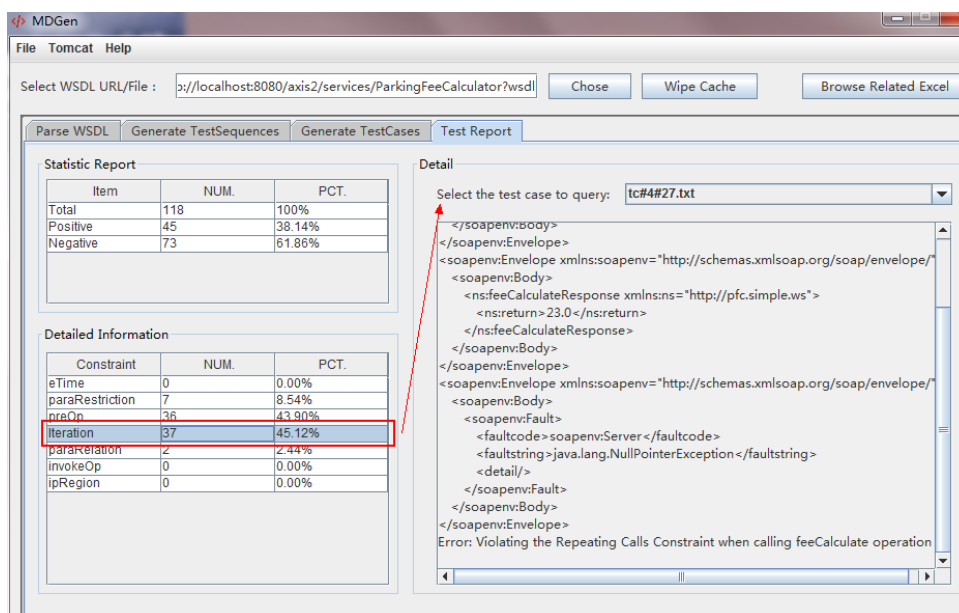 MDGen
File Tomcat Help
Select WSDL URL/File : p://localhost:8080/axis2/services/ParkingFeeCalculator?wsdl Chose Wipe Cache Browse Related Excel
Parse WSDL Generate TestSequences Generate TestCases Test Report
Statistic Report
Item NUM. PCT.
Total 118 100%
Positive 45 38.14%
Negative 73 61.86%
Detailed Information
Constraint NUM. PCT.
eTime 0 0.00%
paraRestriction 7 8.54%
preOp 36 43.90%
Iteration 37 45.12%
paraRelation 2 2.44%
invokeOp 0 0.00%
ipRegion 0 0.00%
Detail
Select the test case to query: tc#4#27.txt
</soapenv:Body>
</soapenv:Envelope>
<soapenv:Envelope xmlns:soapenv="http://schemas.xmlsoap.org/soap/envelope/"
<soapenv:Body>
<ns:feeCalculateResponse xmlns:ns="http://pfc.simple.ws">
<ns:return>23.0</ns:return>
</ns:feeCalculateResponse>
</soapenv:Body>
</soapenv:Envelope>
<soapenv:Envelope xmlns:soapenv="http://schemas.xmlsoap.org/soap/envelope/"
<soapenv:Body>
<soapenv:Fault>
<faultcode>soapenv:Server</faultcode>
<faultstring>java.lang.NullPointerException</faultstring>
<detail/>
</soapenv:Fault>
</soapenv:Body>
</soapenv:Envelope>
Error: Violating the Repeating Calls Constraint when calling feeCalculate operation